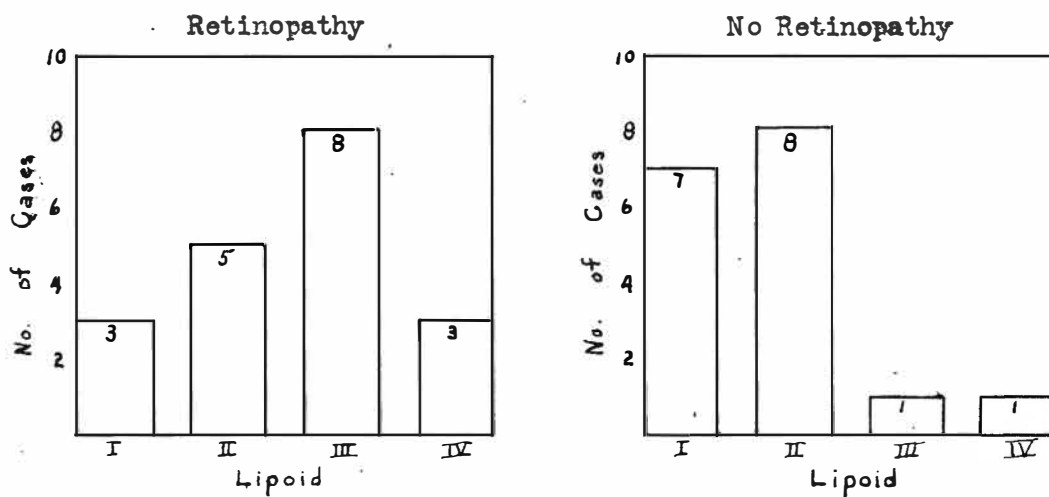 Retinopathy
10
8
6
4
2
No. of Cases
3
5
8
3
I II III IV
Lipoid
No Retinopathy
10
8
6
4
2
No. of Cases
7
8
1
1
I II III IV
Lipoid